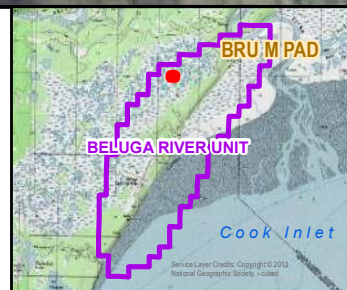 BRU M PAD
BELUGA RIVER UNIT
Cook Inlet
Service Layer Credits: Copyright:© 2013
National Geographic Society, i-cubed